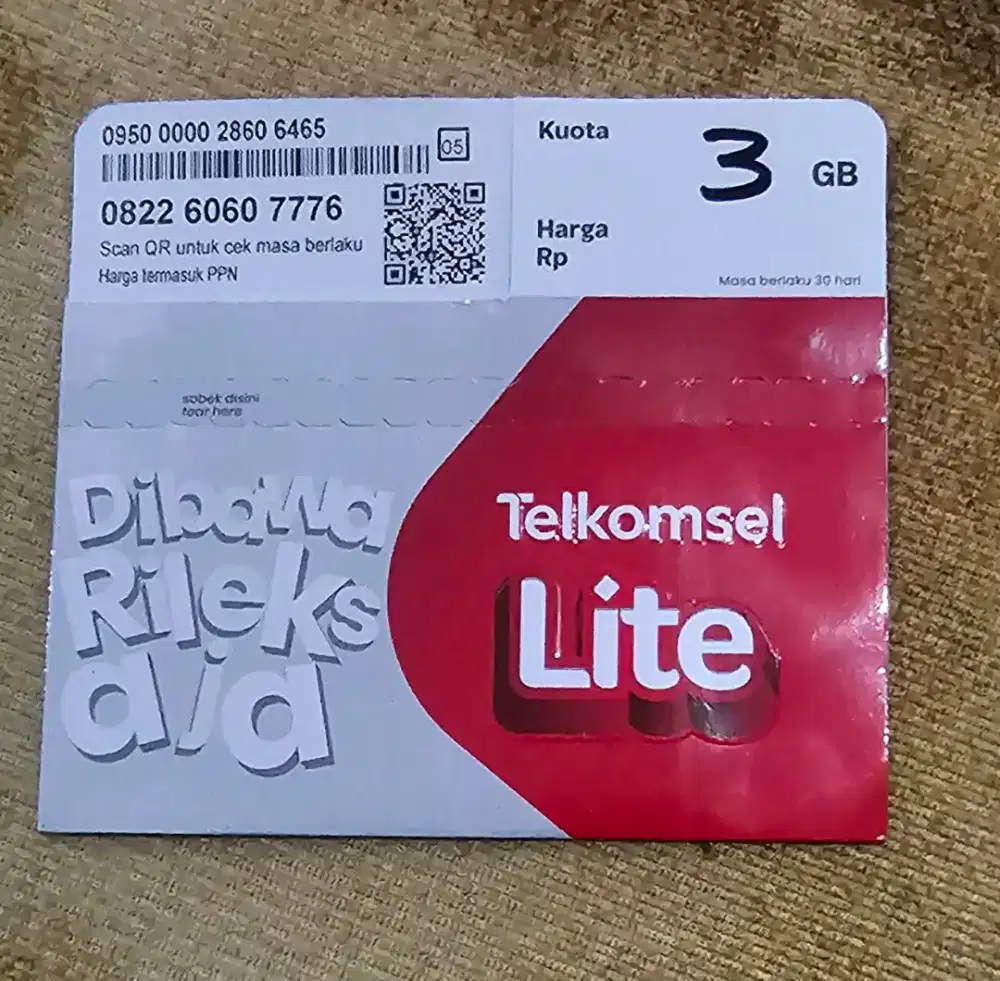 0950 0000 2860 6465
05
0822 6060 7776
Scan QR untuk cek masa berlaku
Harga termasuk PPN
Kuota
3 GB
Harga
Rp
Masa berlaku 30 hari
sobek disini
tear here
Dibawa
Rileks
aja
Telkomsel
Lite